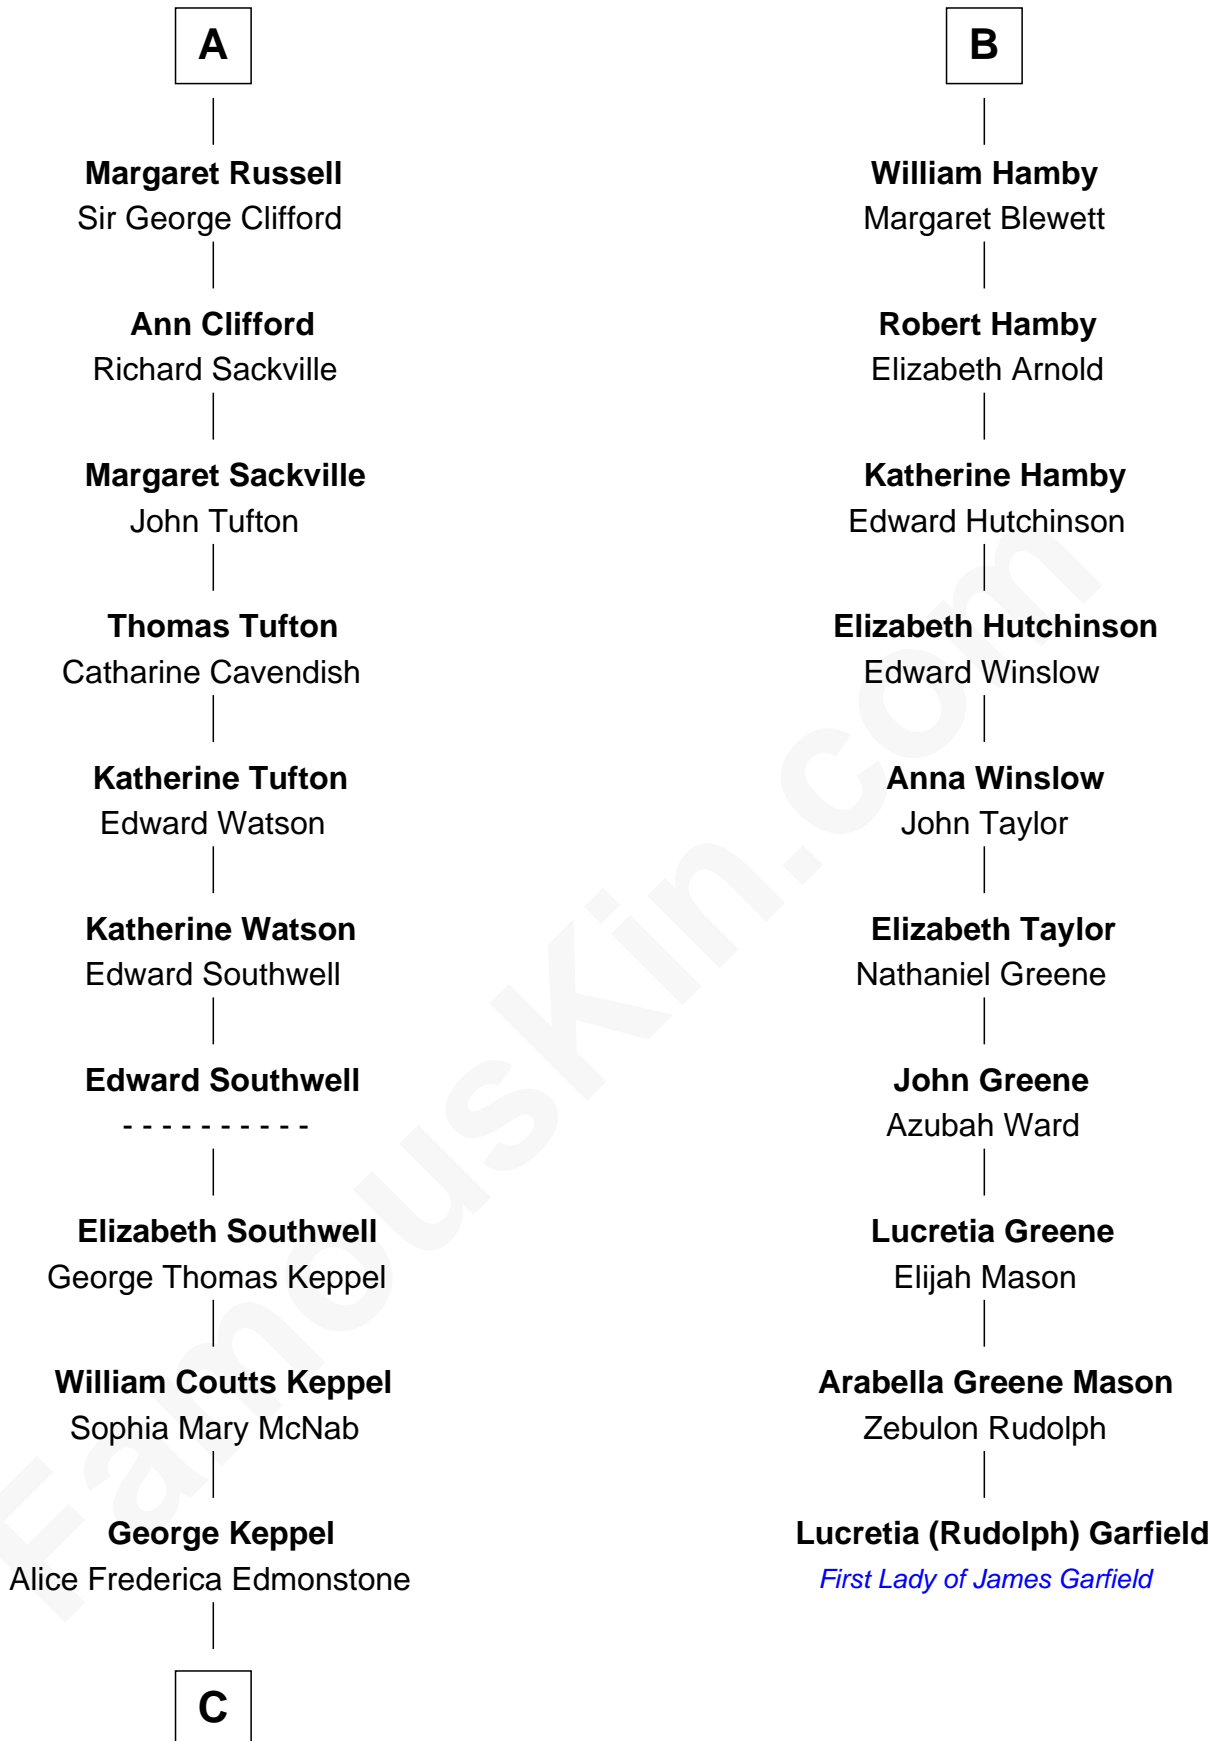 A
Margaret Russell
Sir George Clifford
Ann Clifford
Richard Sackville
Margaret Sackville
John Tufton
Thomas Tufton
Catharine Cavendish
Katherine Tufton
Edward Watson
Katherine Watson
Edward Southwell
Edward Southwell
- - - - - - - - - -
Elizabeth Southwell
George Thomas Keppel
William Coutts Keppel
Sophia Mary McNab
George Keppel
Alice Frederica Edmonstone
C
B
William Hamby
Margaret Blewett
Robert Hamby
Elizabeth Arnold
Katherine Hamby
Edward Hutchinson
Elizabeth Hutchinson
Edward Winslow
Anna Winslow
John Taylor
Elizabeth Taylor
Nathaniel Greene
John Greene
Azubah Ward
Lucretia Greene
Elijah Mason
Arabella Greene Mason
Zebulon Rudolph
Lucretia (Rudolph) Garfield
First Lady of James Garfield
FamousKin.com